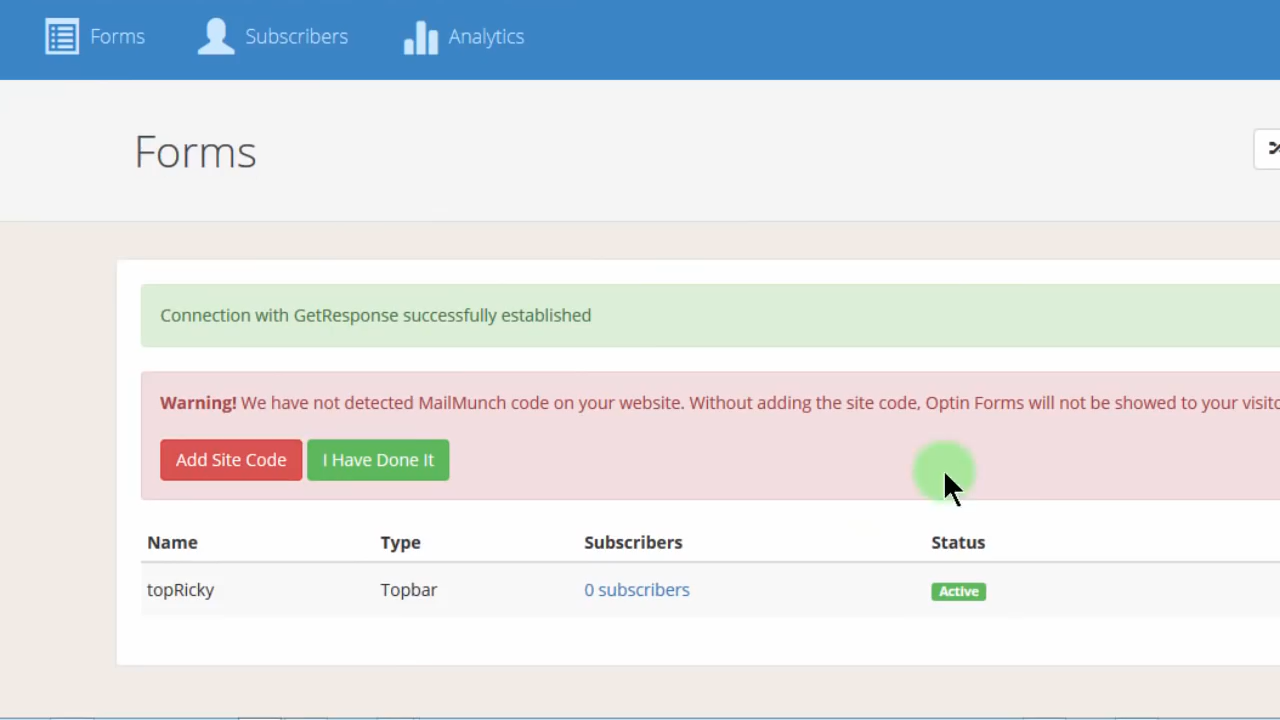 Forms Subscribers Analytics
Forms
Connection with GetResponse successfully established
Warning! We have not detected MailMunch code on your website. Without adding the site code, Optin Forms will not be showed to your
Add Site Code I Have Done It
Name Type Subscribers Status
topRicky Topbar 0 subscribers Active